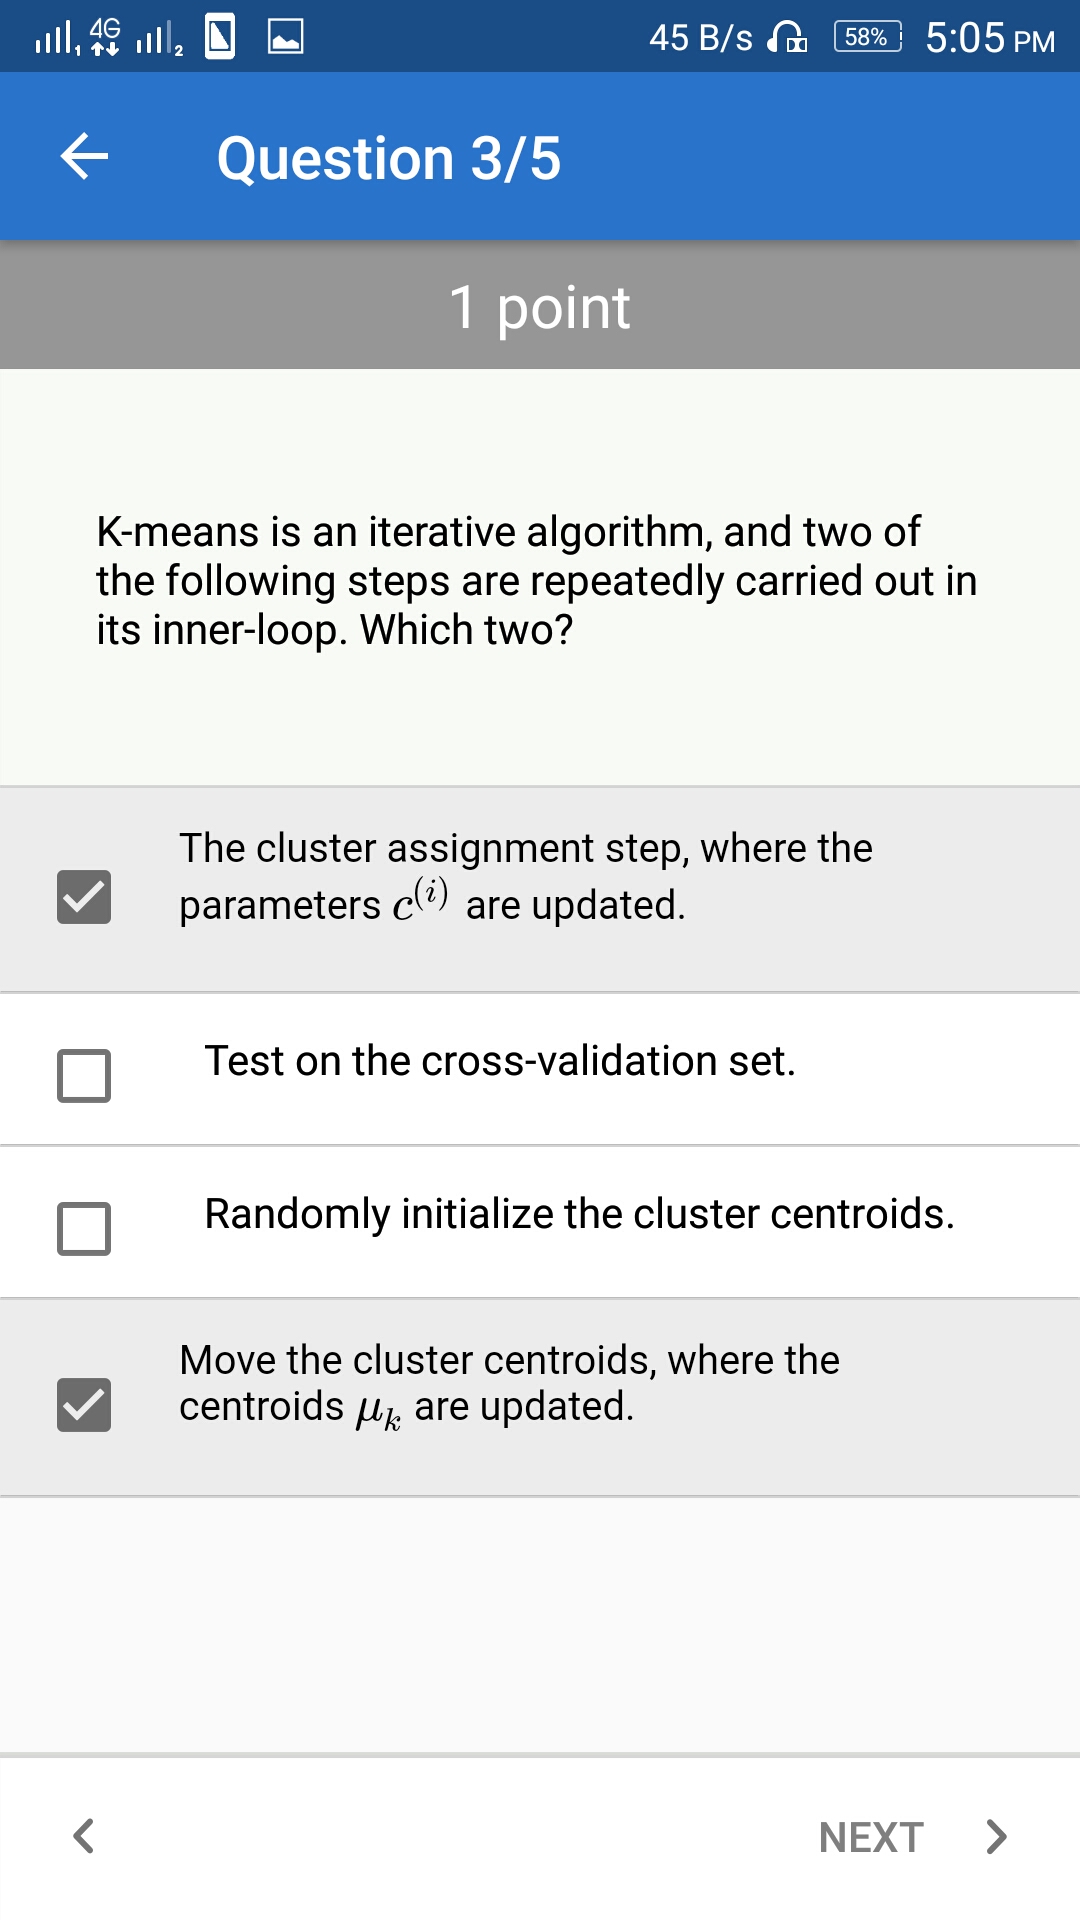 4G 45 B/s 58% 5:05 PM
1 2
Question 3/5
1 point
K-means is an iterative algorithm, and two of
the following steps are repeatedly carried out in
its inner-loop. Which two?
The cluster assignment step, where the
parameters c⁽ⁱ⁾ are updated.
Test on the cross-validation set.
Randomly initialize the cluster centroids.
Move the cluster centroids, where the
centroids μₖ are updated.
NEXT